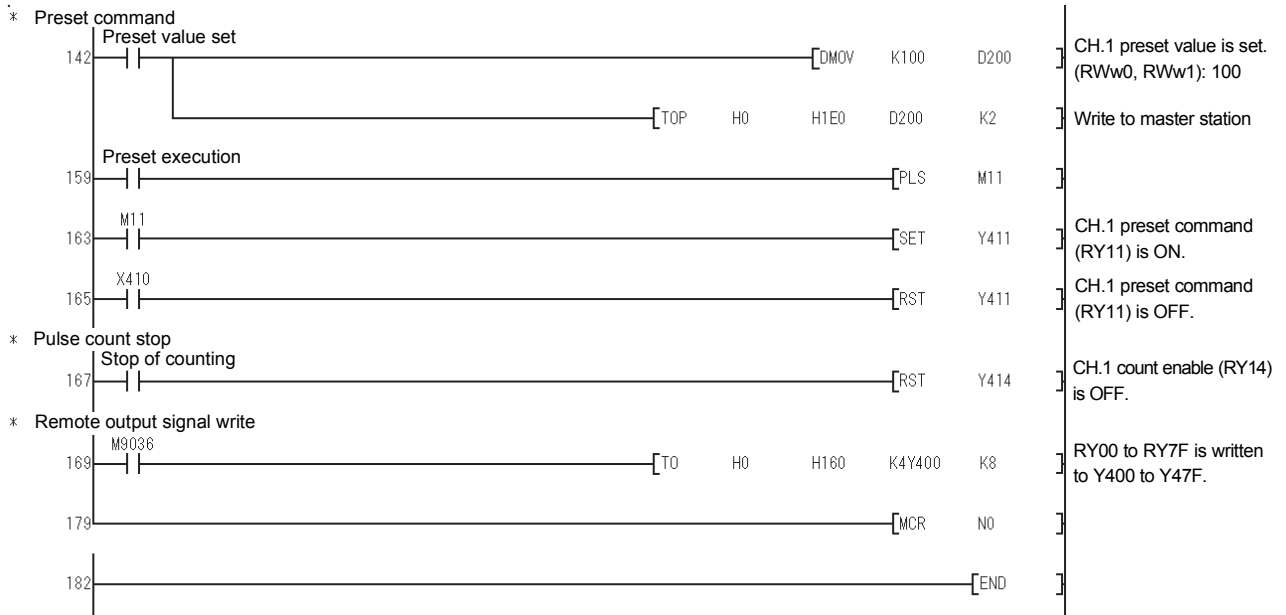 * Preset command
Preset value set
142 DMOV K100 D200 CH.1 preset value is set.
(RWw0, RWw1): 100
TOP H0 H1E0 D200 K2 Write to master station
Preset execution
159 PLS M11
M11
163 SET Y411 CH.1 preset command
(RY11) is ON.
X410
165 RST Y411 CH.1 preset command
(RY11) is OFF.
* Pulse count stop
Stop of counting
167 RST Y414 CH.1 count enable (RY14)
is OFF.
* Remote output signal write
M9036
169 TO H0 H160 K4Y400 K8 RY00 to RY7F is written
to Y400 to Y47F.
179 MCR N0
182 END